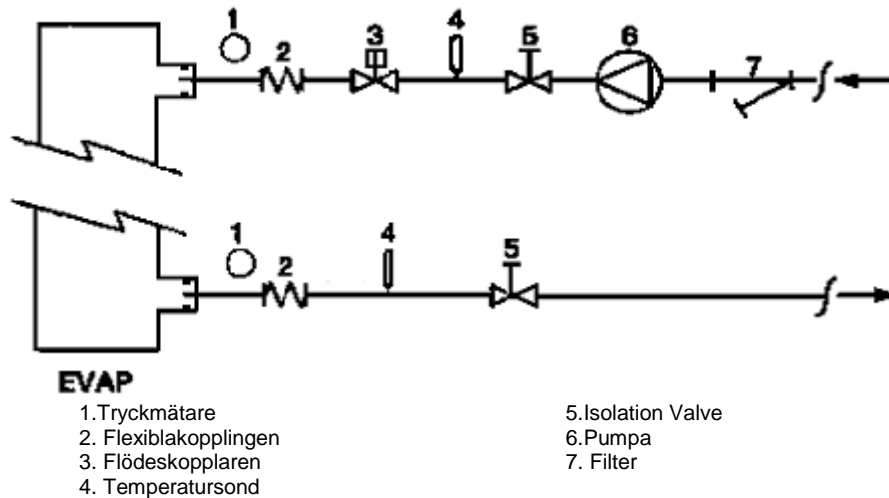 1 2 3 4 5 6 7
1 2 4 5
EVAP
1.Tryckmätare
2. Flexiblakopplingen
3. Flödeskopplaren
4. Temperatursond
5.Isolation Valve
6.Pumpa
7. Filter